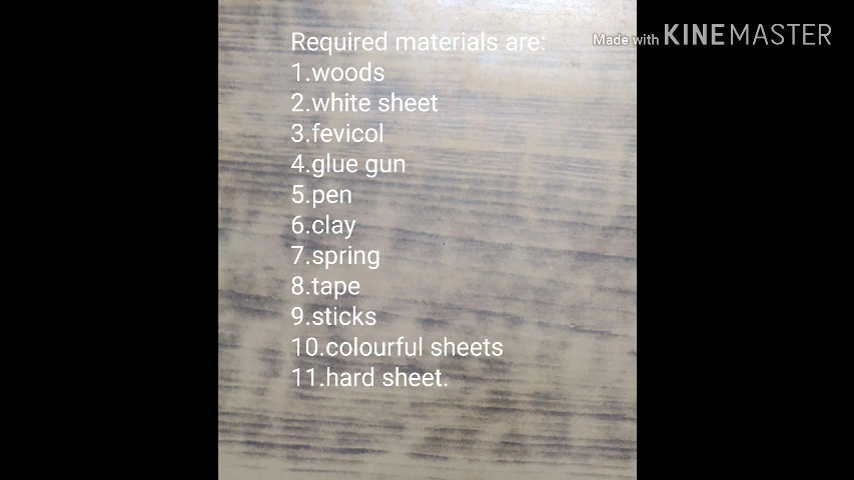 Required materials are:
Made with KINEMASTER
1.woods
2.white sheet
3.fevicol
4.glue gun
5.pen
6.clay
7.spring
8.tape
9.sticks
10.colourful sheets
11.hard sheet.